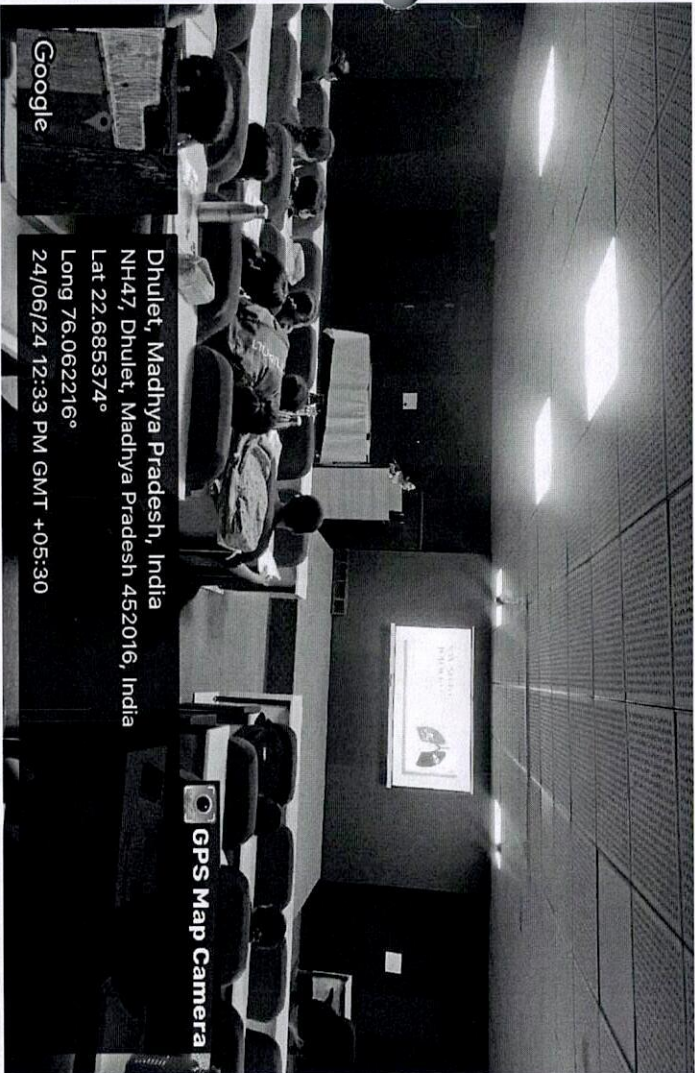 GPS Map Camera
Dhulet, Madhya Pradesh, India
NH47, Dhulet, Madhya Pradesh 452016, India
Lat 22.685374°
Long 76.062216°
24/06/24 12:33 PM GMT +05:30
Google